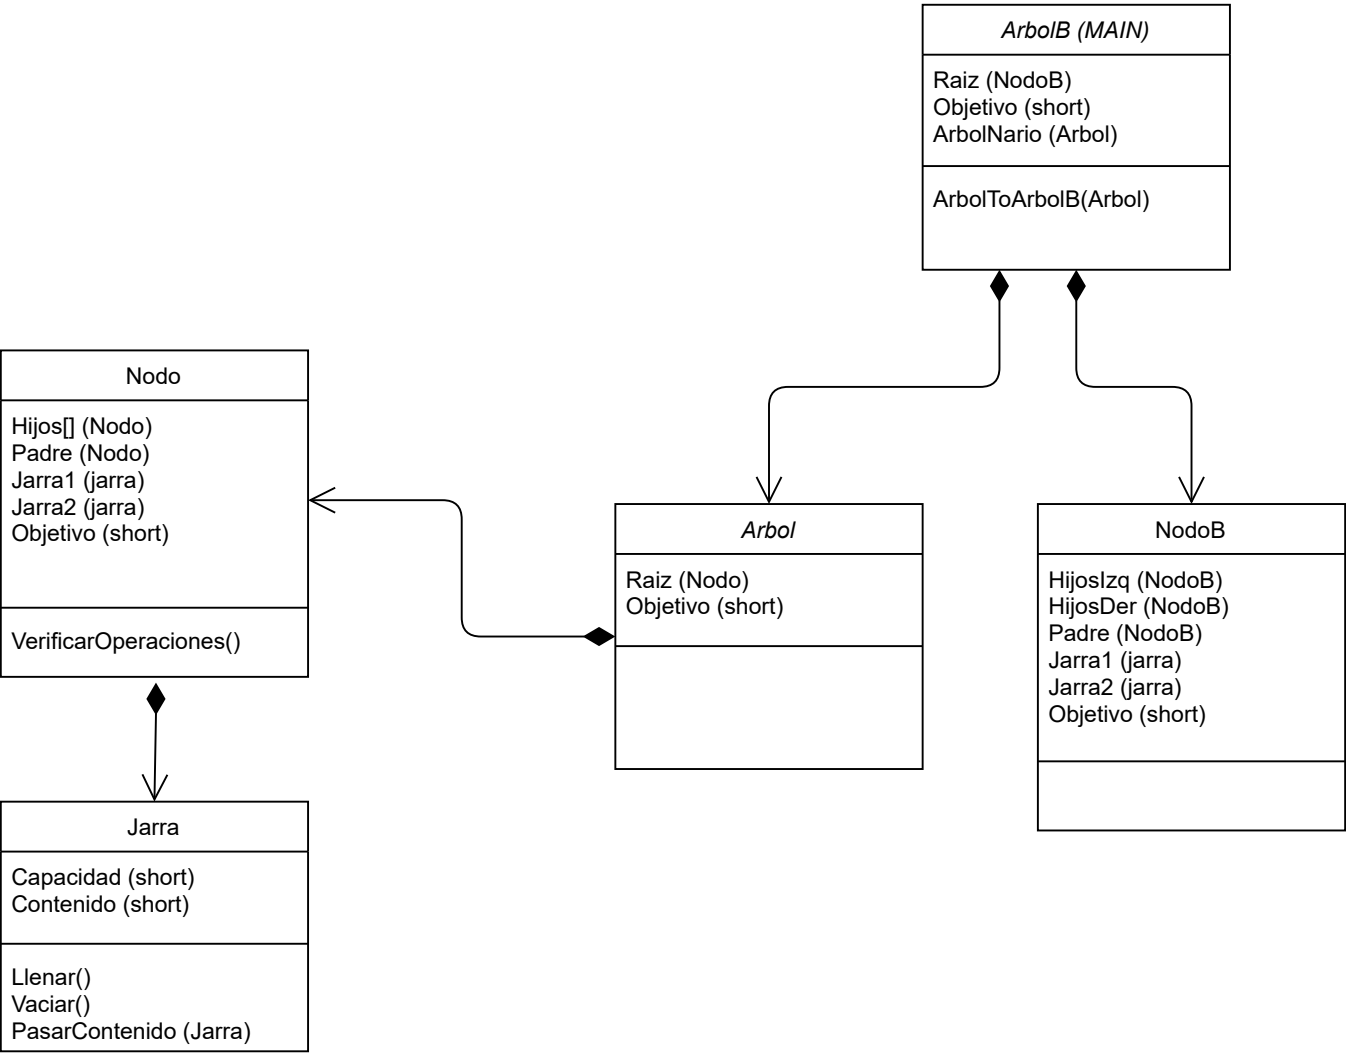 ArbolB (MAIN)
Raiz (NodoB)
Objetivo (short)
ArbolNario (Arbol)
ArbolToArbolB(Arbol)
Nodo
Hijos[] (Nodo)
Padre (Nodo)
Jarra1 (jarra)
Jarra2 (jarra)
Objetivo (short)
VerificarOperaciones()
Arbol
Raiz (Nodo)
Objetivo (short)
NodoB
HijosIzq (NodoB)
HijosDer (NodoB)
Padre (NodoB)
Jarra1 (jarra)
Jarra2 (jarra)
Objetivo (short)
Jarra
Capacidad (short)
Contenido (short)
Llenar()
Vaciar()
PasarContenido (Jarra)